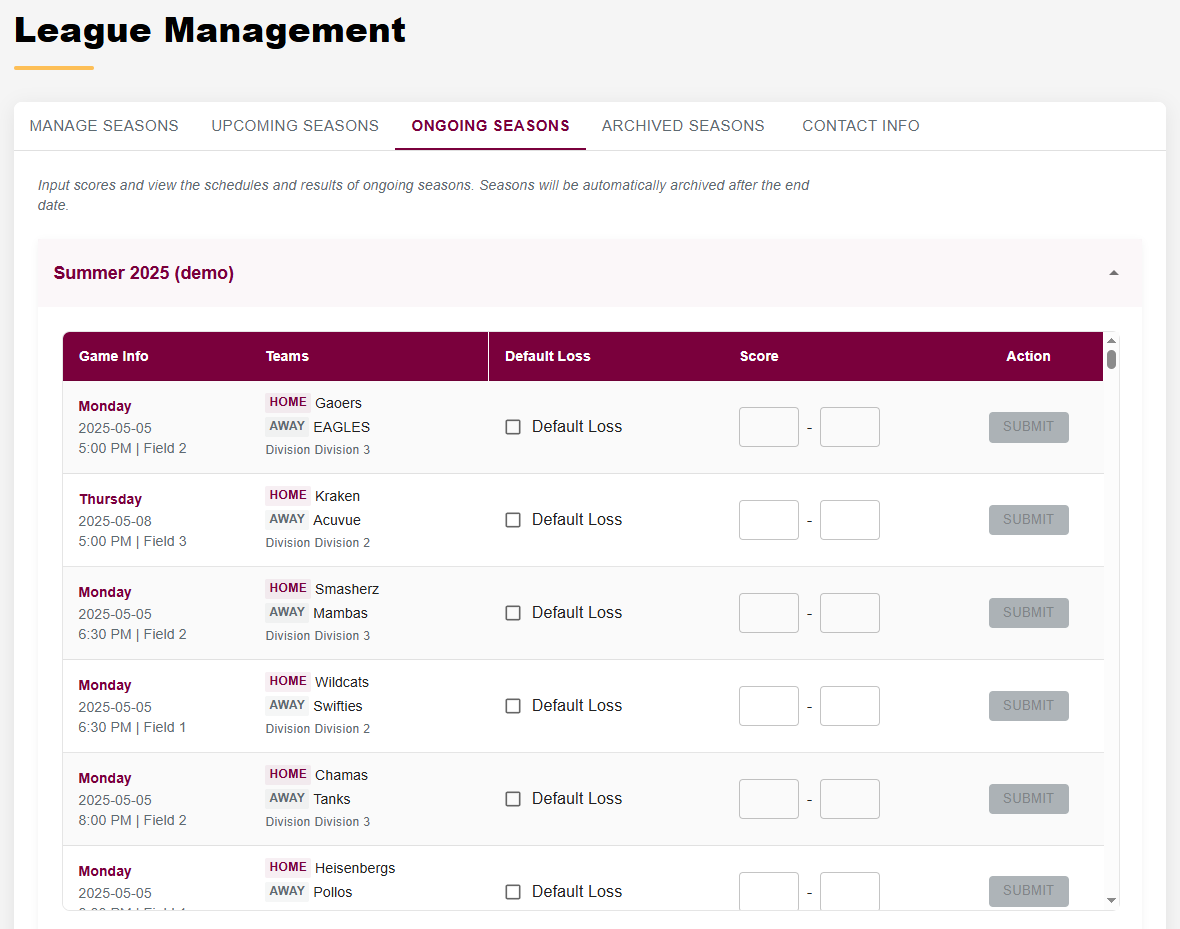 League Management
MANAGE SEASONS UPCOMING SEASONS ONGOING SEASONS ARCHIVED SEASONS CONTACT INFO
Input scores and view the schedules and results of ongoing seasons. Seasons will be automatically archived after the end
date.
Summer 2025 (demo)
Game Info Teams Default Loss Score Action
Monday
2025-05-05
5:00 PM | Field 2
HOME Gaoers
AWAY EAGLES
Division Division 3
Default Loss
-
SUBMIT
Thursday
2025-05-08
5:00 PM | Field 3
HOME Kraken
AWAY Acuvue
Division Division 2
Default Loss
-
SUBMIT
Monday
2025-05-05
6:30 PM | Field 2
HOME Smasherz
AWAY Mambas
Division Division 3
Default Loss
-
SUBMIT
Monday
2025-05-05
6:30 PM | Field 1
HOME Wildcats
AWAY Swifties
Division Division 2
Default Loss
-
SUBMIT
Monday
2025-05-05
8:00 PM | Field 2
HOME Chamas
AWAY Tanks
Division Division 3
Default Loss
-
SUBMIT
Monday
2025-05-05
HOME Heisenbergs
AWAY Pollos
Default Loss
-
SUBMIT